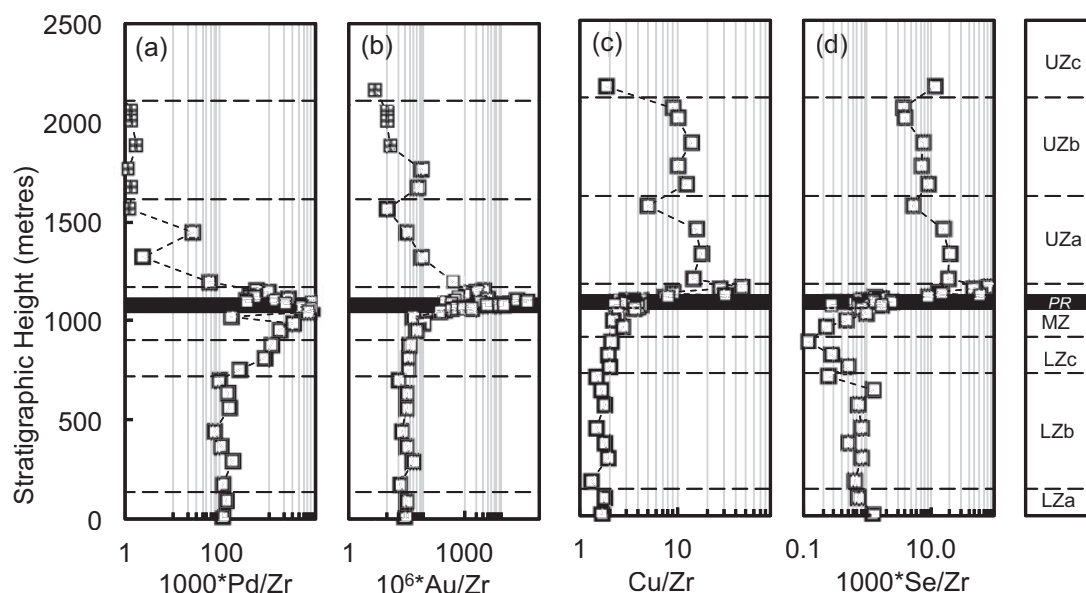 2500
2000
1500
1000
500
0
Stratigraphic Height (metres)
(a)
(b)
(c)
(d)
UZc
UZb
UZa
PR
MZ
LZc
LZb
LZa
1 100
1 1000
1 10
0.1 10.0
1000*Pd/Zr
10⁶*Au/Zr
Cu/Zr
1000*Se/Zr